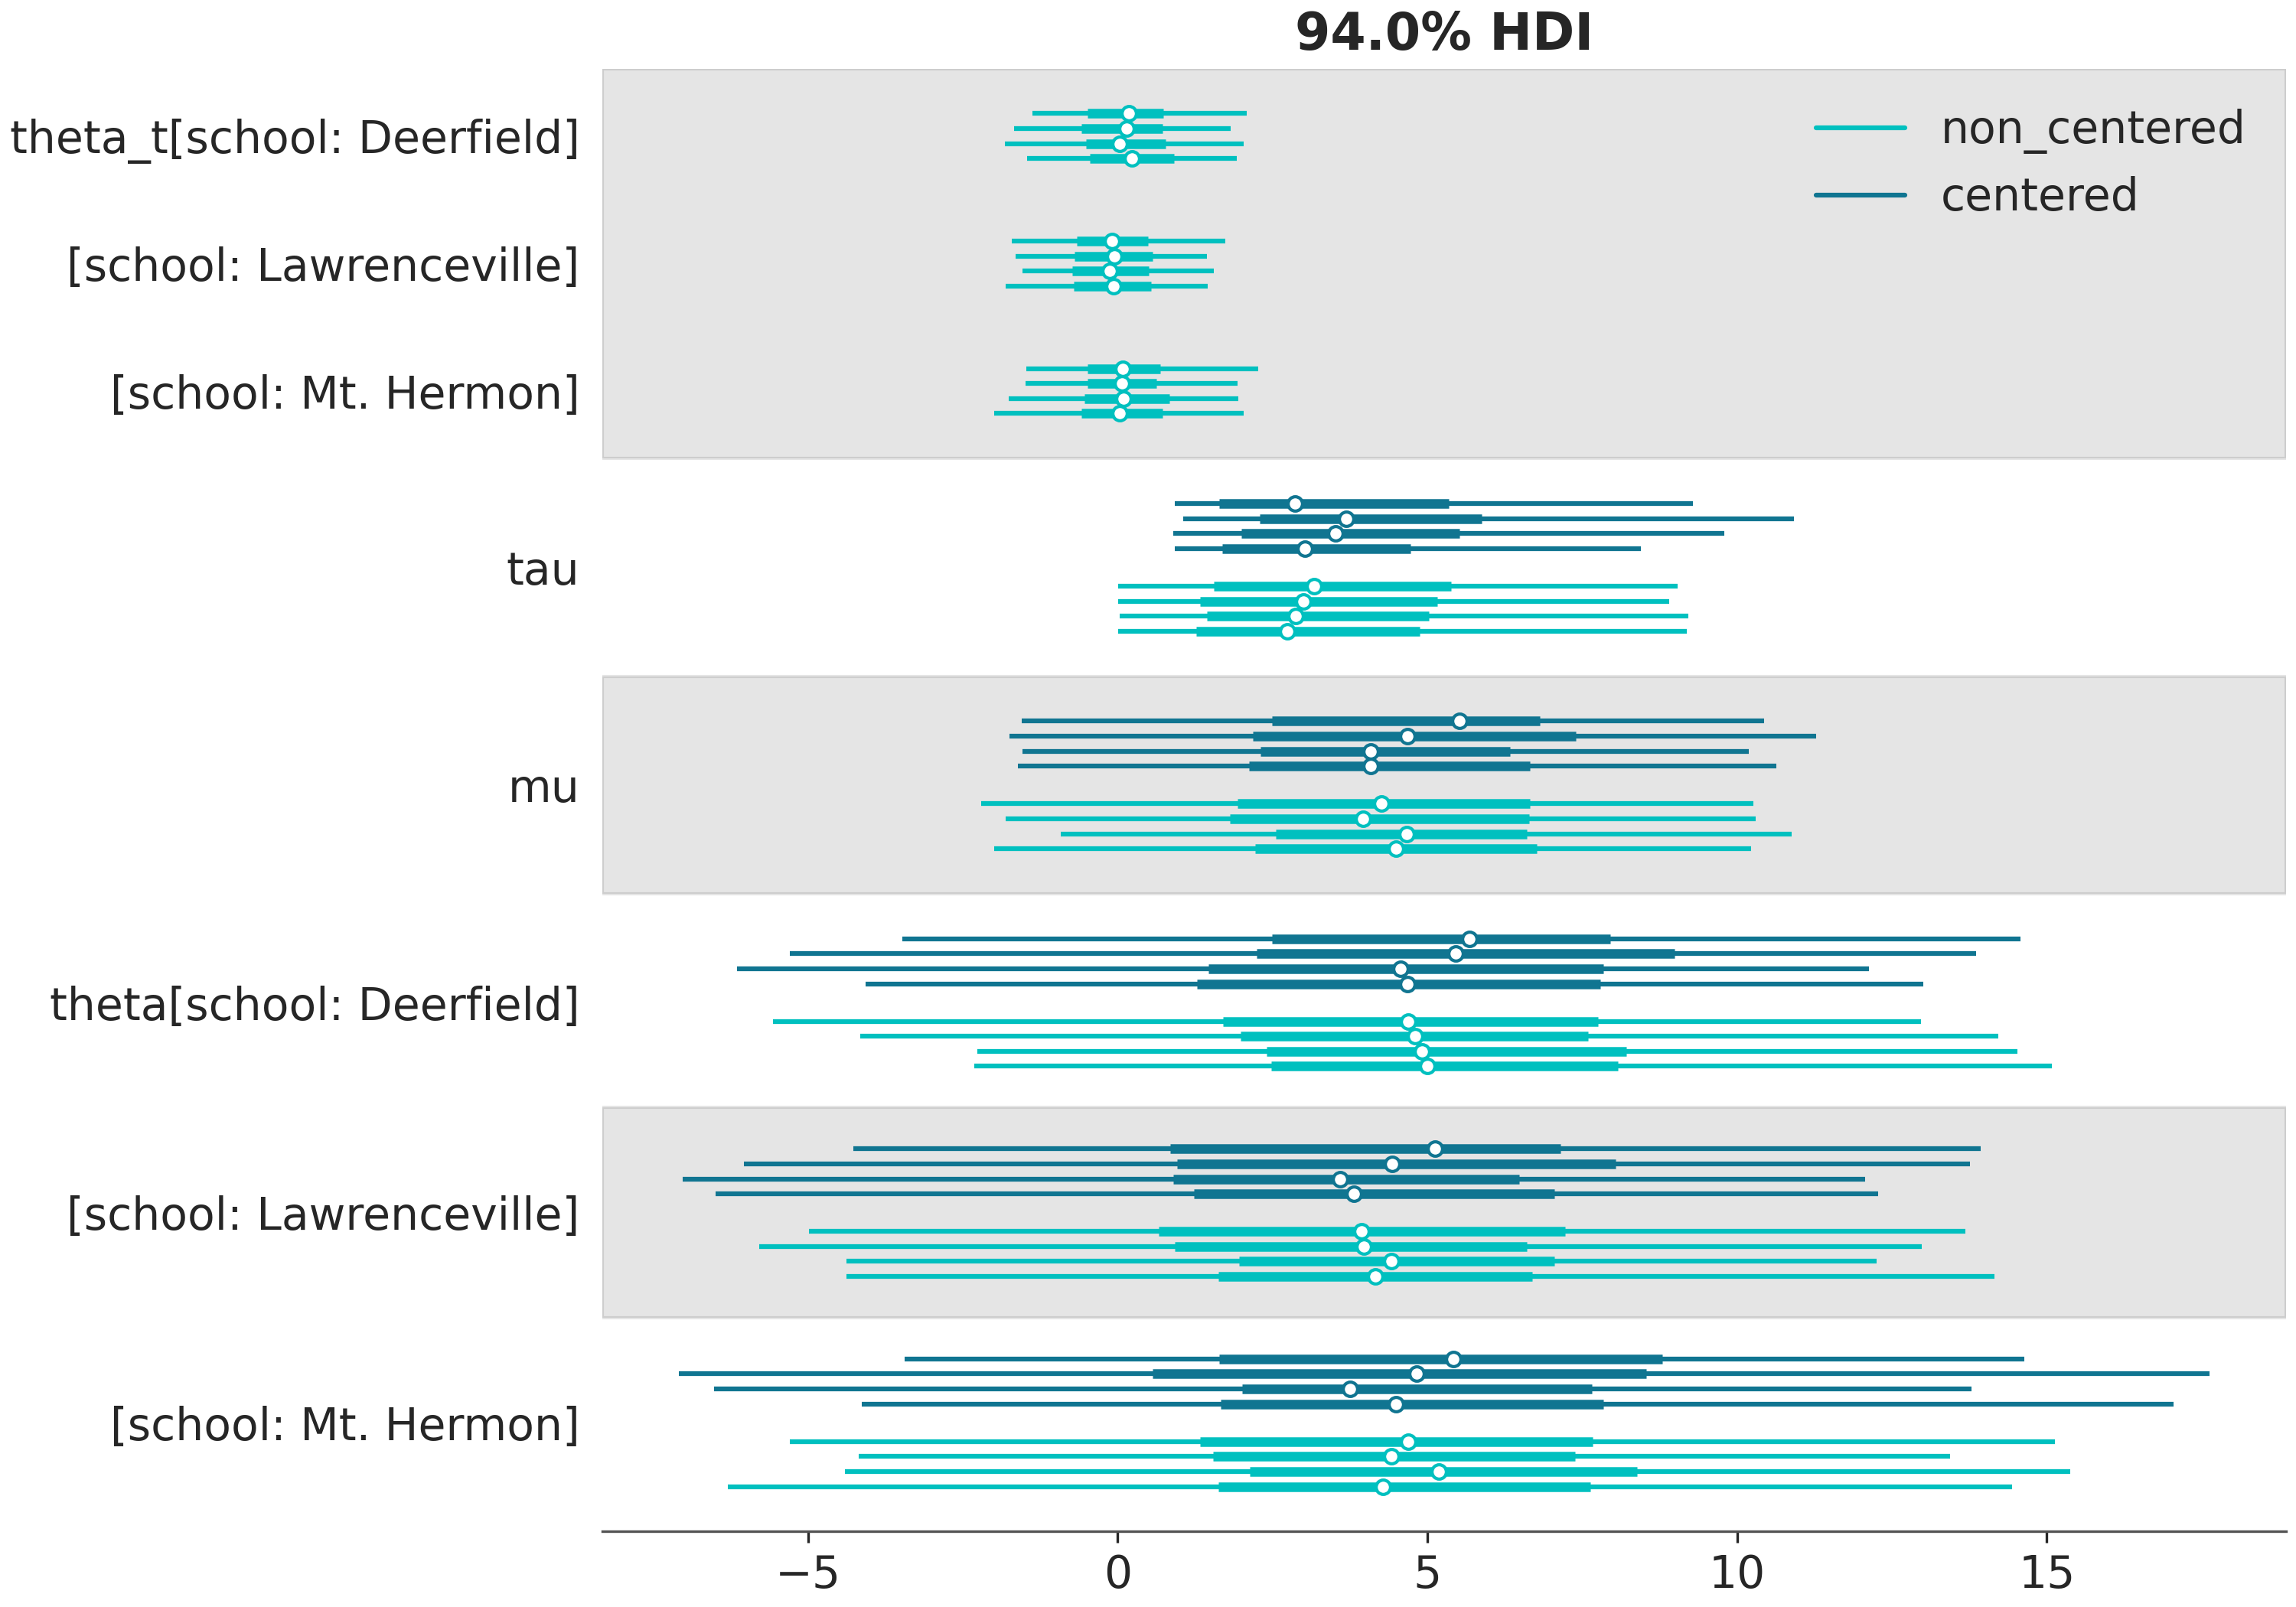 94.0% HDI
non_centered
centered
theta_t[school: Deerfield]
[school: Lawrenceville]
[school: Mt. Hermon]
tau
mu
theta[school: Deerfield]
[school: Lawrenceville]
[school: Mt. Hermon]
−5 0 5 10 15